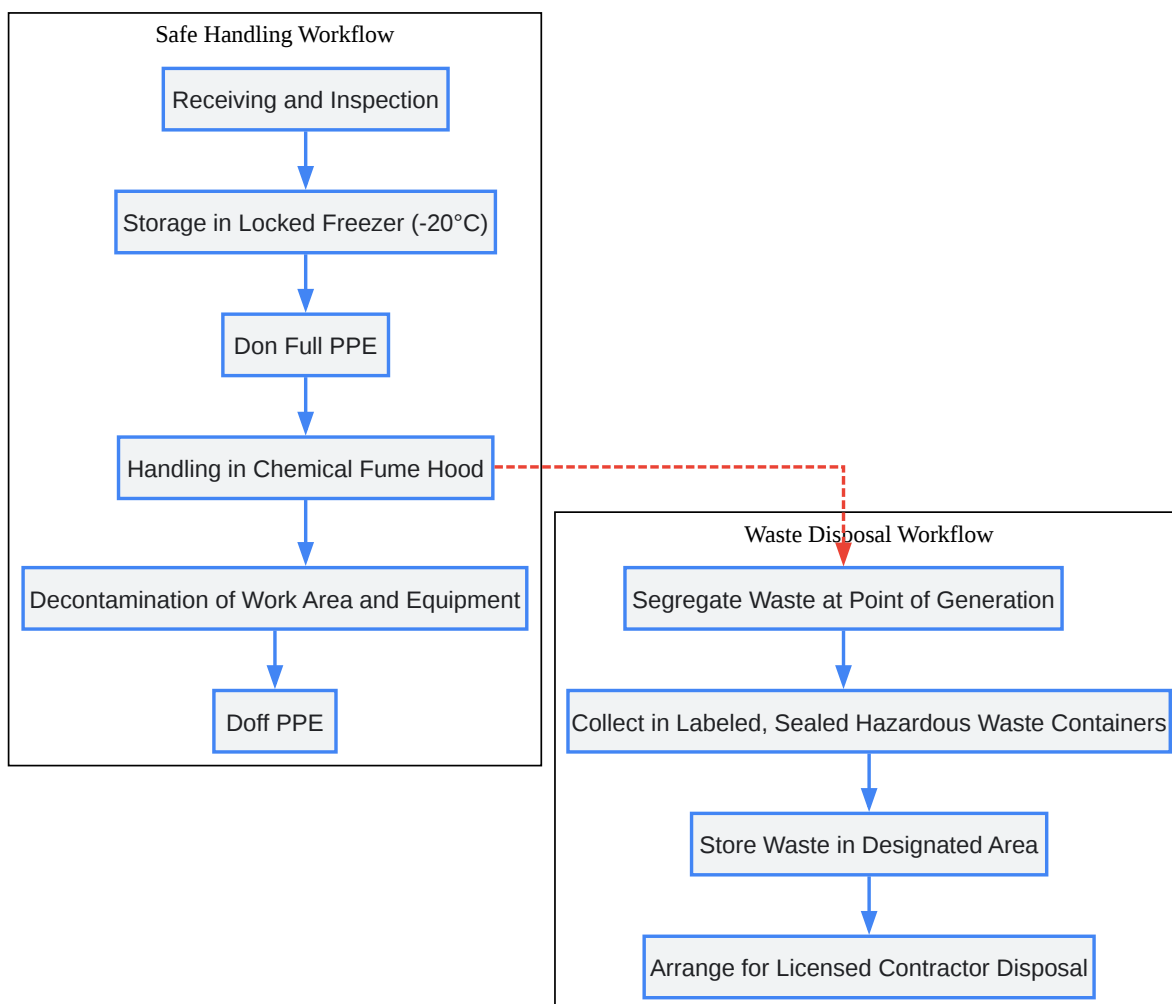 Safe Handling Workflow
Receiving and Inspection
Storage in Locked Freezer (-20°C)
Don Full PPE
Handling in Chemical Fume Hood
Decontamination of Work Area and Equipment
Doff PPE
Waste Disposal Workflow
Segregate Waste at Point of Generation
Collect in Labeled, Sealed Hazardous Waste Containers
Store Waste in Designated Area
Arrange for Licensed Contractor Disposal